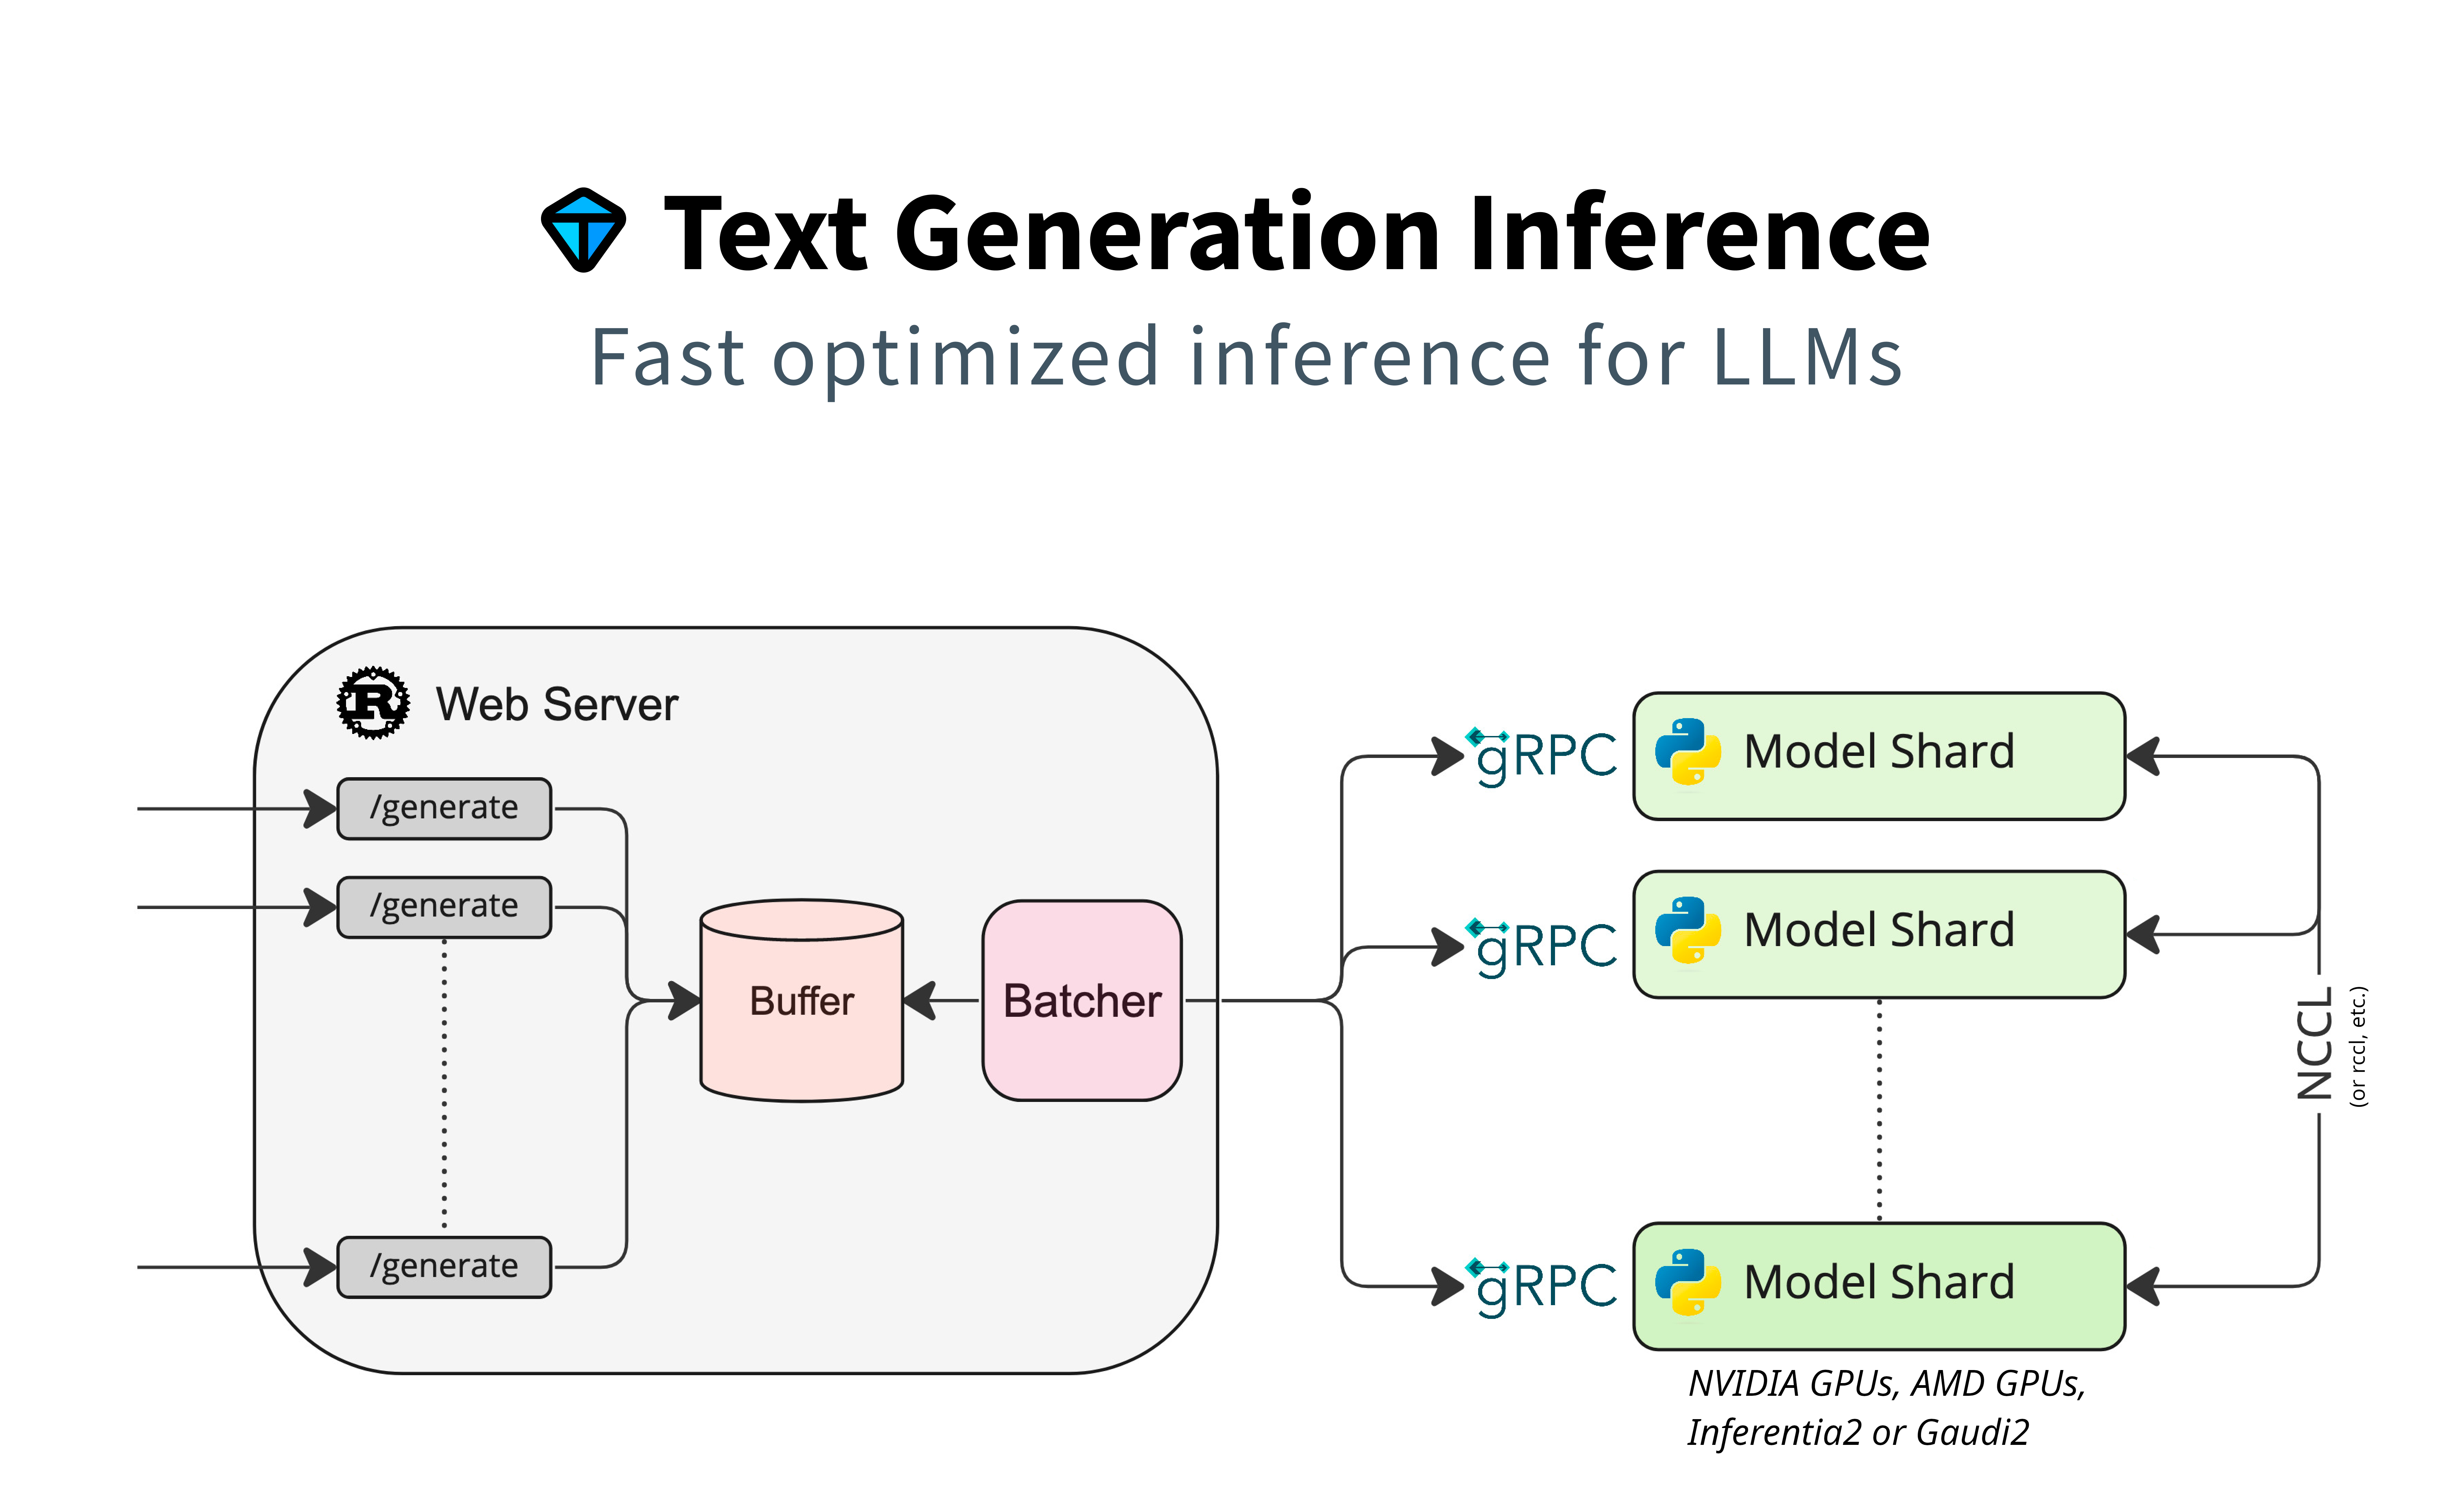 Text Generation Inference
Fast optimized inference for LLMs
Web Server
/generate
/generate
/generate
Buffer
Batcher
gRPC
Model Shard
gRPC
Model Shard
gRPC
Model Shard
NVIDIA GPUs, AMD GPUs,
Inferentia2 or Gaudi2
NCCL
(or rccl, etc.)